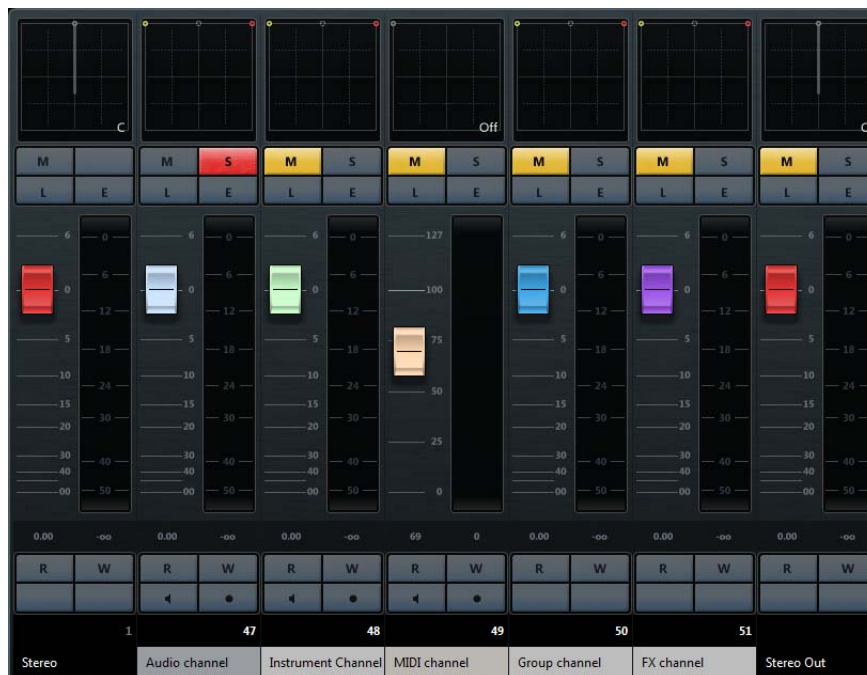 C Off C
M M S M S M S M S M S M
L E L E L E L E L E L E L E
6 0 6 0 6 0 127 6 0 6 0 6 0
6 6 6 6 6 6
0 0 0 100 0 0 0
12 12 12 12 12 12
5 5 5 75 5 5 5
18 18 18 18 18 18
10 10 10 10 10 10
24 24 24 24 24 24
15 15 15 50 15 15 15
20 30 20 30 20 30 20 30 20 30 20 30
30 30 30 25 30 30 30
40 40 40 40 40 40 40 40 40 40 40 40
00 50 00 50 00 50 0 00 50 00 50 00 50
0.00 -oo 0.00 -oo 0.00 -oo 69 0 0.00 -oo 0.00 -oo 0.00 -oo
R W R W R W R W R W R W R W
1 47 48 49 50 51
Stereo Audio channel Instrument Channel MIDI channel Group channel FX channel Stereo Out